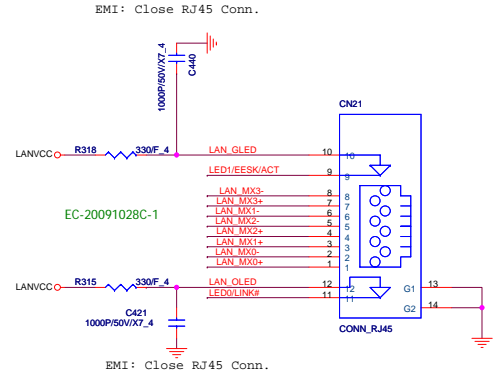 EMI: Close RJ45 Conn.
1000P/50V/X7_4
C440
CN21
LANVCC
R318
330/F_4
LAN_GLED
10
10
LED1/EESK/ACT
9
9
LAN_MX3-
8
8
LAN_MX3+
7
7
EC-20091028C-1
LAN_MX1-
6
6
LAN_MX2-
5
5
LAN_MX2+
4
4
LAN_MX1+
3
3
LAN_MX0-
2
2
LAN_MX0+
1
1
LANVCC
R315
330/F_4
LAN_OLED
12
12
G1
13
LED0/LINK#
11
11
G2
14
C421
1000P/50V/X7_4
CONN_RJ45
EMI: Close RJ45 Conn.